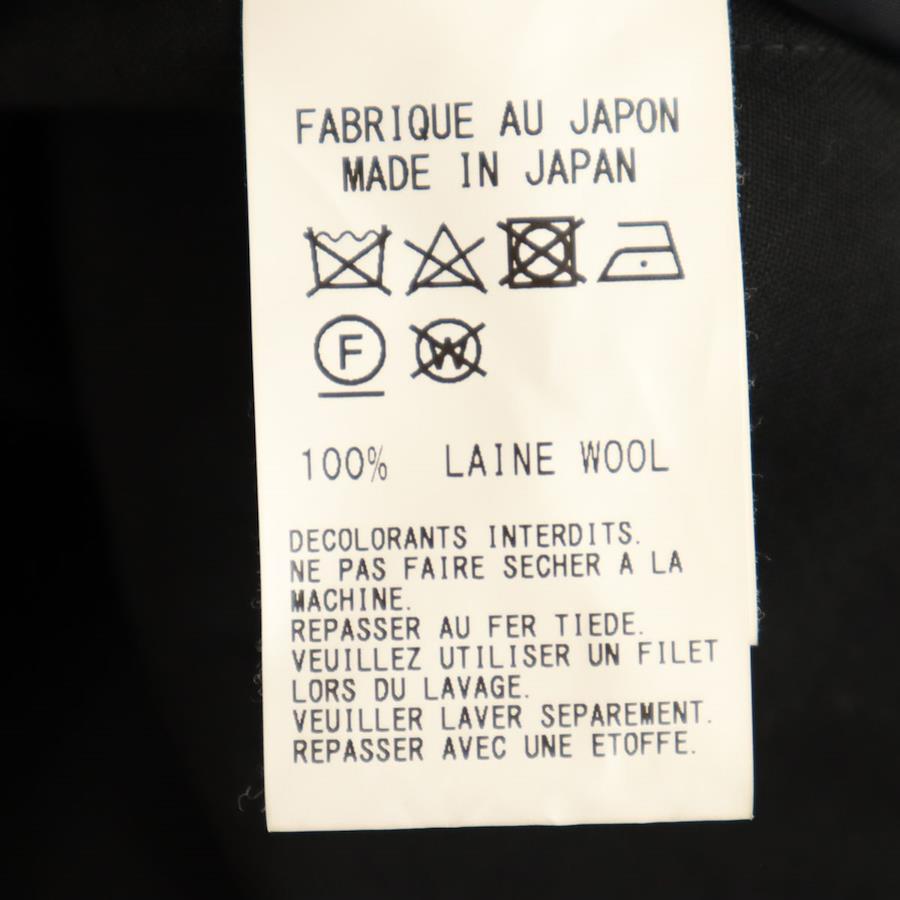 FABRIQUE AU JAPON
MADE IN JAPAN
F W
100% LAINE WOOL
DECOLORANTS INTERDITS.
NE PAS FAIRE SECHER A LA
MACHINE.
REPASSER AU FER TIEDE.
VEUILLEZ UTILISER UN FILET
LORS DU LAVAGE.
VEUILLER LAVER SEPAREMENT.
REPASSER AVEC UNE ETOFFE.